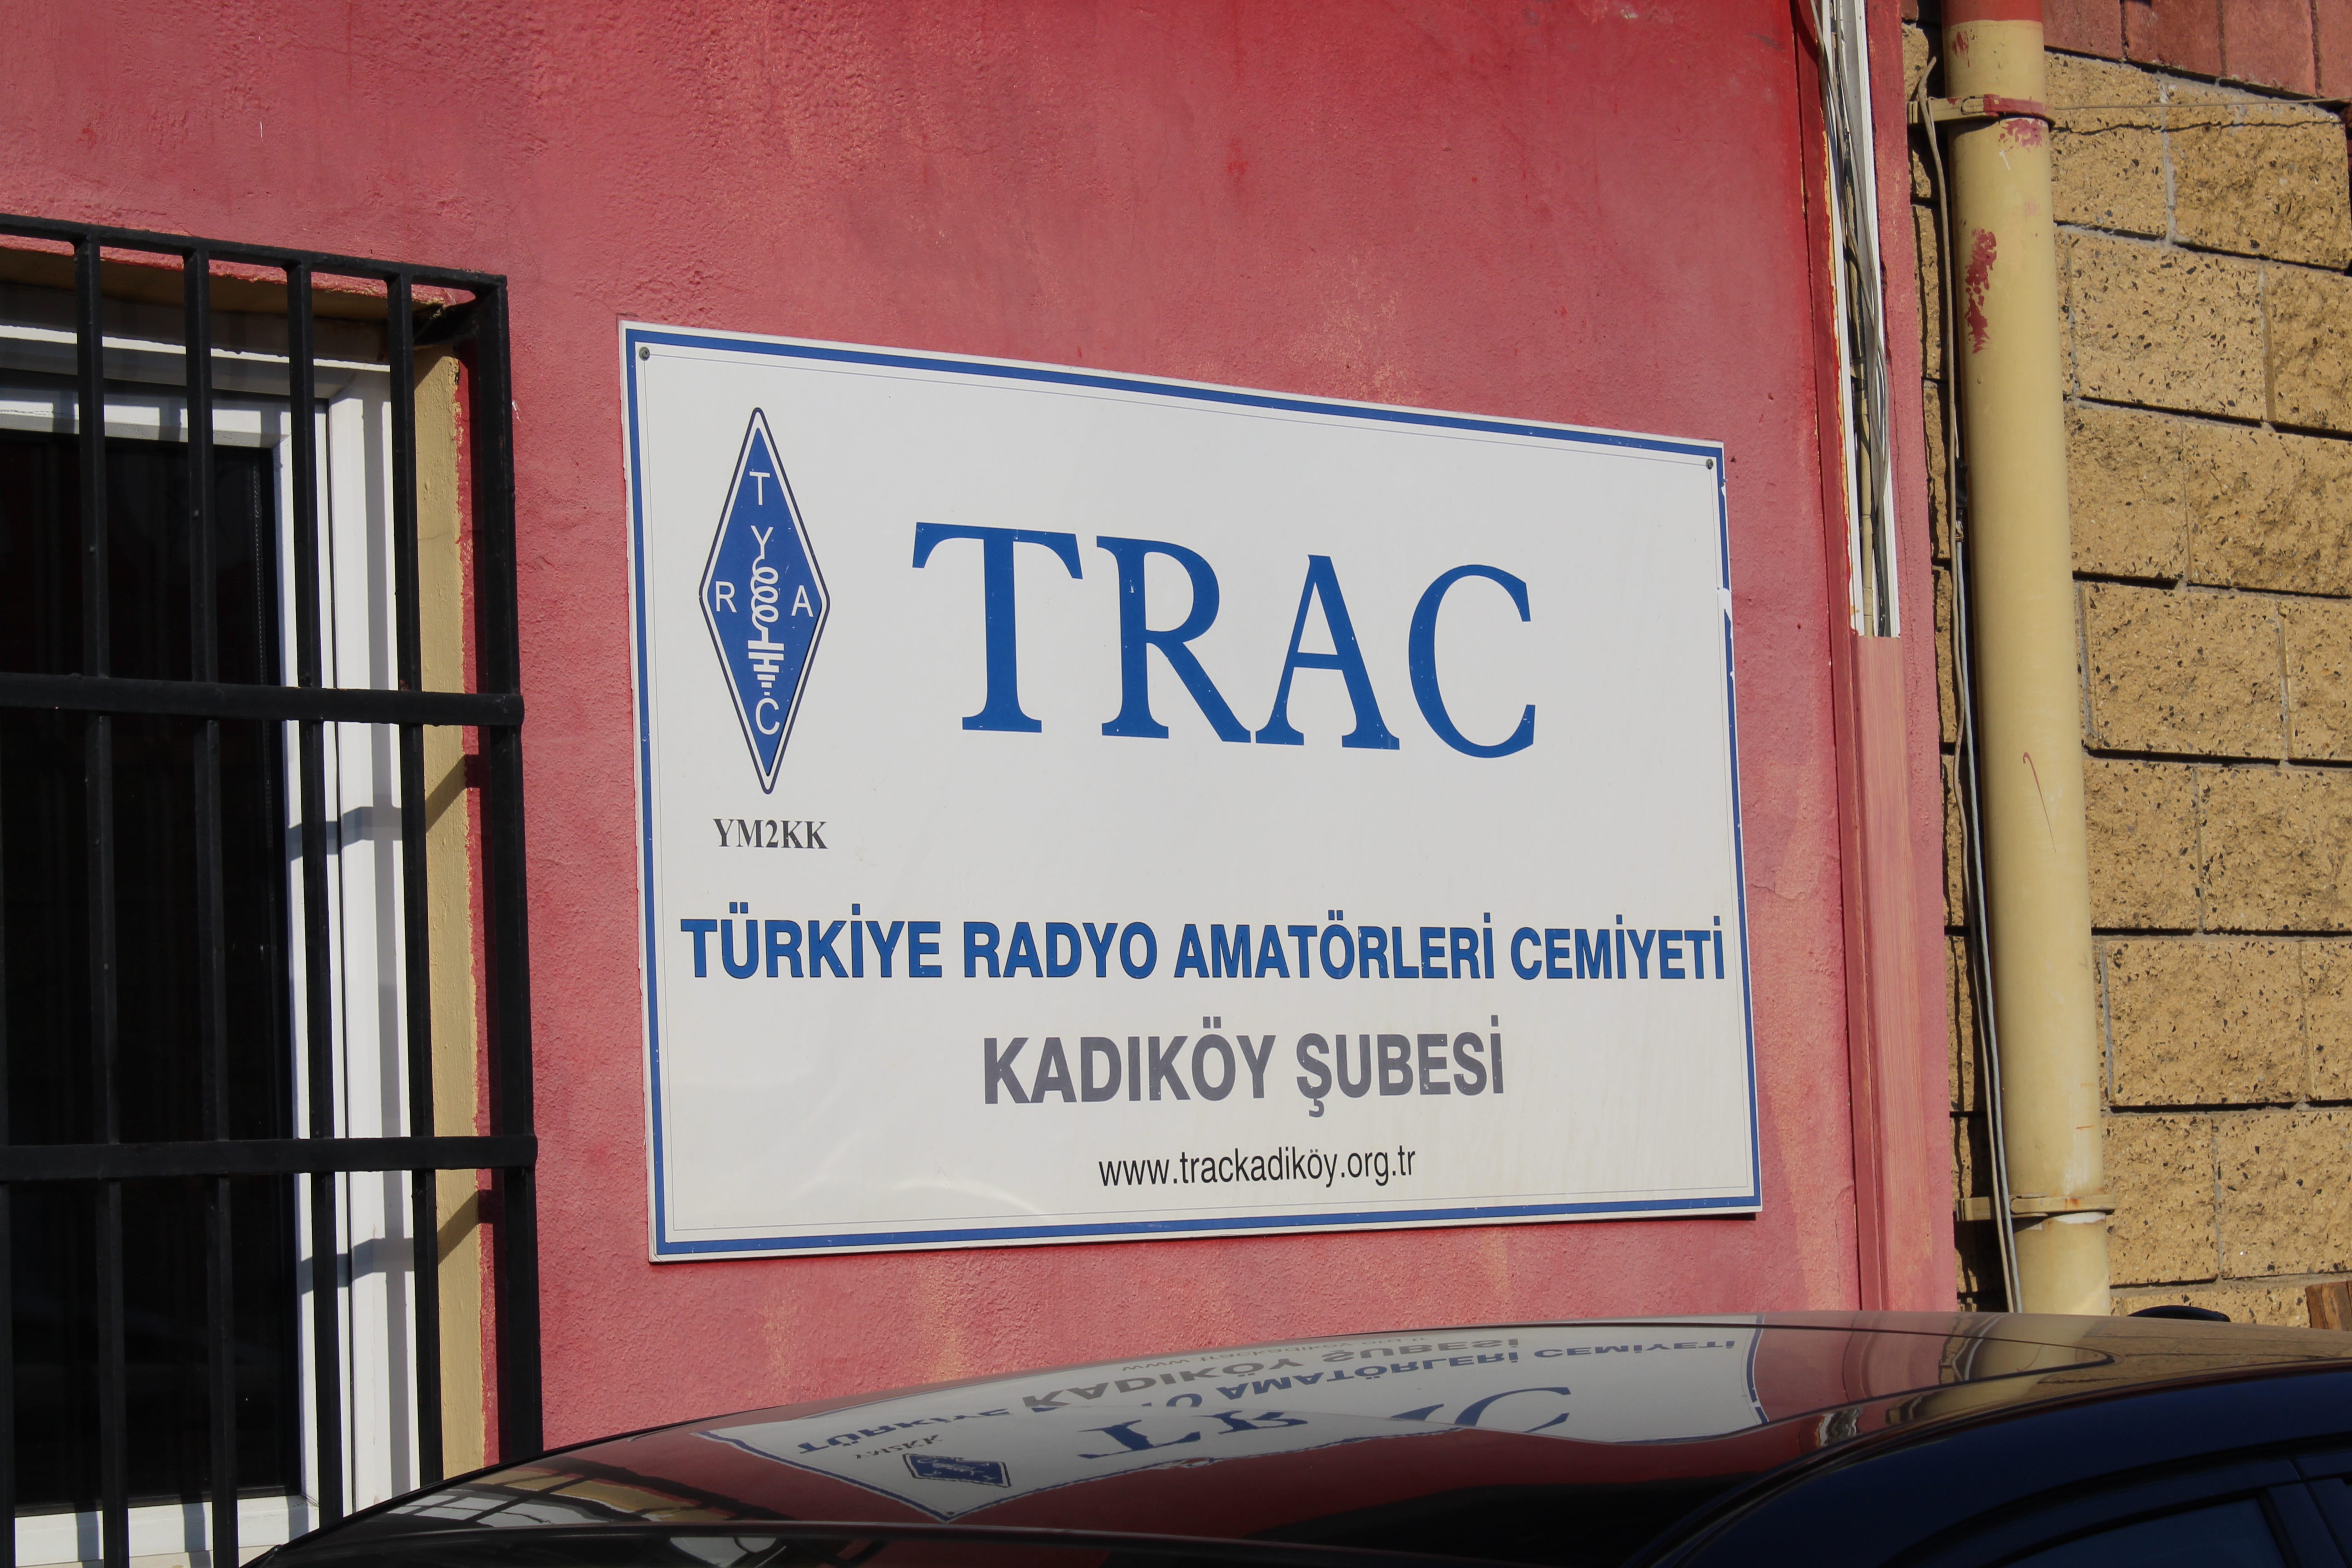 T
Y
R A
C
TRAC
YM2KK
TÜRKİYE RADYO AMATÖRLERİ CEMİYETİ
KADIKÖY ŞUBESİ
www.trackadiköy.org.tr